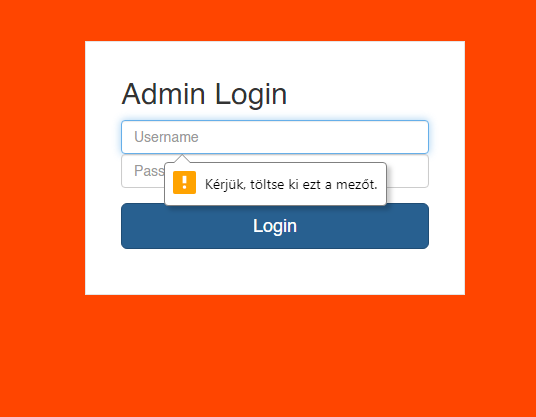 Admin Login
Username
Pass
Kérjük, töltse ki ezt a mezőt.
Login